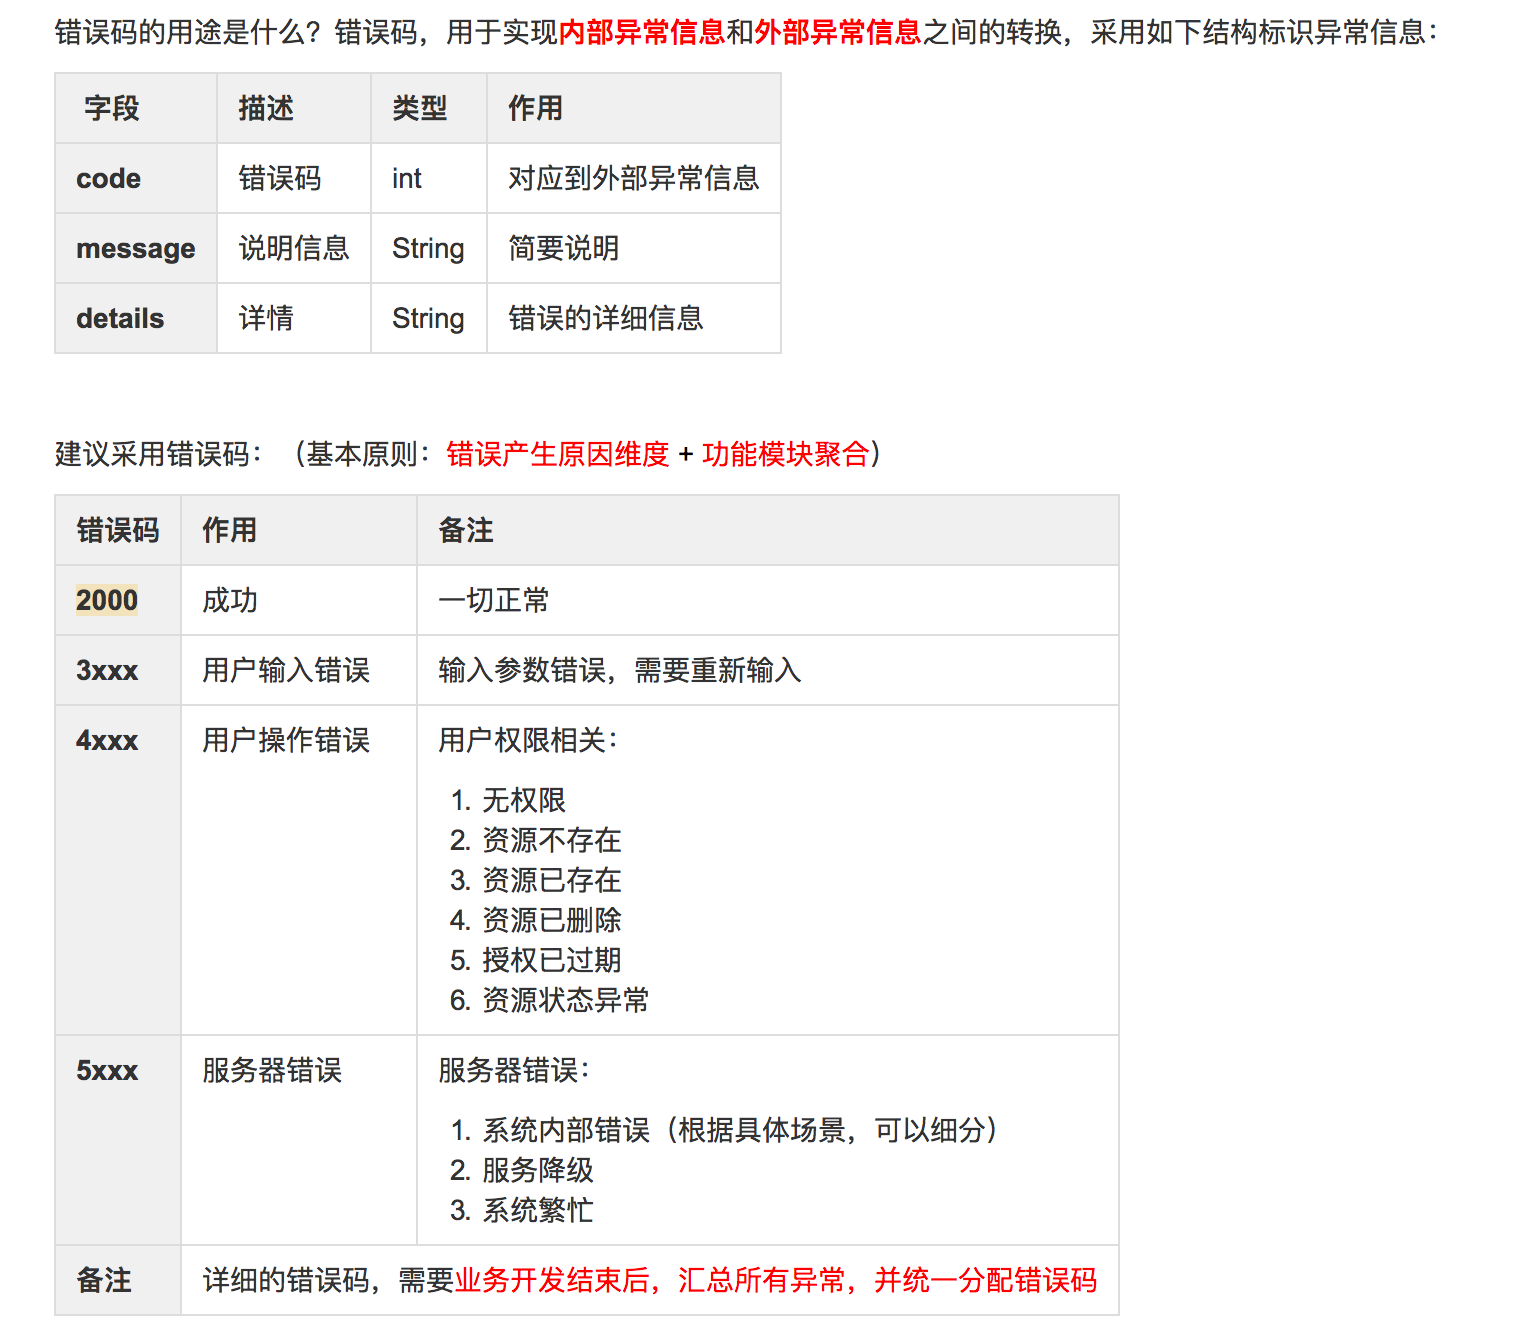 错误码的用途是什么？错误码，用于实现内部异常信息和外部异常信息之间的转换，采用如下结构标识异常信息：
字段 描述 类型 作用
code 错误码 int 对应到外部异常信息
message 说明信息 String 简要说明
details 详情 String 错误的详细信息
建议采用错误码：（基本原则：错误产生原因维度 + 功能模块聚合）
错误码 作用 备注
2000 成功 一切正常
3xxx 用户输入错误 输入参数错误，需要重新输入
4xxx 用户操作错误 用户权限相关：
1. 无权限
2. 资源不存在
3. 资源已存在
4. 资源已删除
5. 授权已过期
6. 资源状态异常
5xxx 服务器错误 服务器错误：
1. 系统内部错误（根据具体场景，可以细分）
2. 服务降级
3. 系统繁忙
备注 详细的错误码，需要业务开发结束后，汇总所有异常，并统一分配错误码